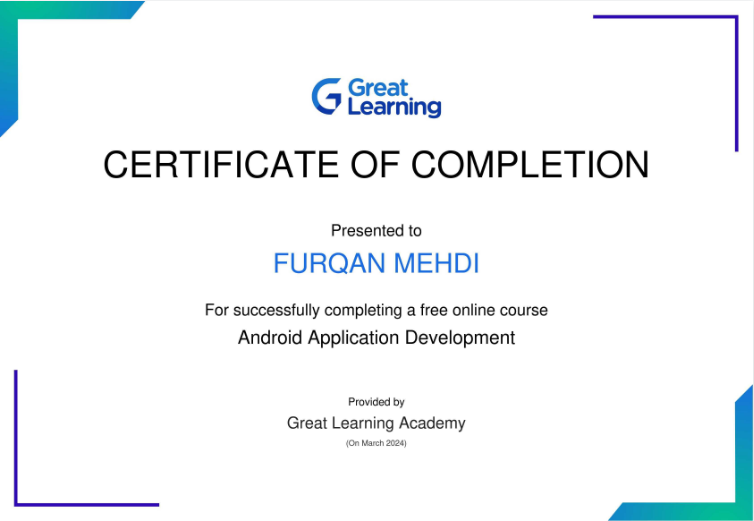 Great
Learning
CERTIFICATE OF COMPLETION
Presented to
FURQAN MEHDI
For successfully completing a free online course
Android Application Development
Provided by
Great Learning Academy
(On March 2024)